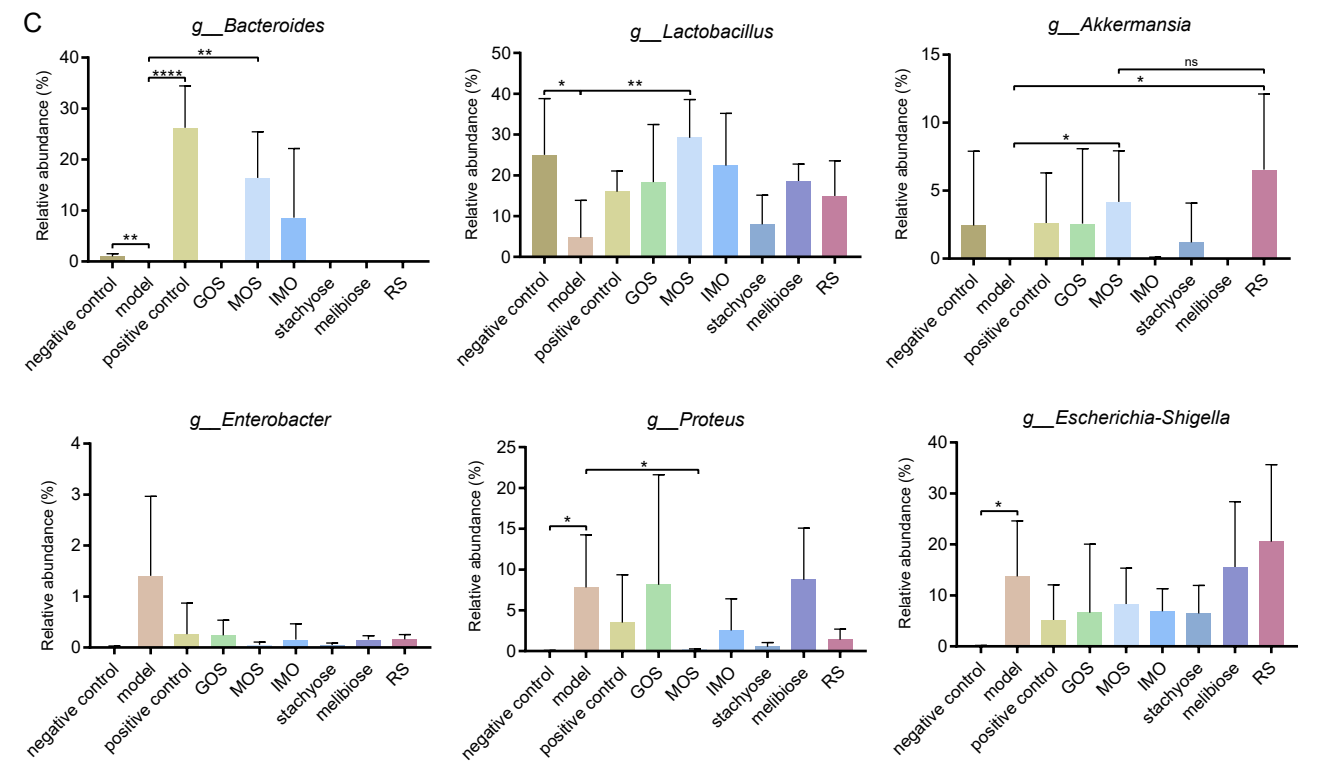 C
g__Bacteroides
Relative abundance (%)
40
30
20
10
0
**
****
**
negative control
model
positive control
GOS
MOS
IMO
stachyose
melibiose
RS
g__Lactobacillus
Relative abundance (%)
50
40
30
20
10
0
*
**
negative control
model
positive control
GOS
MOS
IMO
stachyose
melibiose
RS
g__Akkermansia
Relative abundance (%)
15
10
5
0
ns
*
*
negative control
model
positive control
GOS
MOS
IMO
stachyose
melibiose
RS
g__Enterobacter
Relative abundance (%)
4
3
2
1
0
negative control
model
positive control
GOS
MOS
IMO
stachyose
melibiose
RS
g__Proteus
Relative abundance (%)
25
20
15
10
5
0
*
*
negative control
model
positive control
GOS
MOS
IMO
stachyose
melibiose
RS
g__Escherichia-Shigella
Relative abundance (%)
40
30
20
10
0
*
negative control
model
positive control
GOS
MOS
IMO
stachyose
melibiose
RS